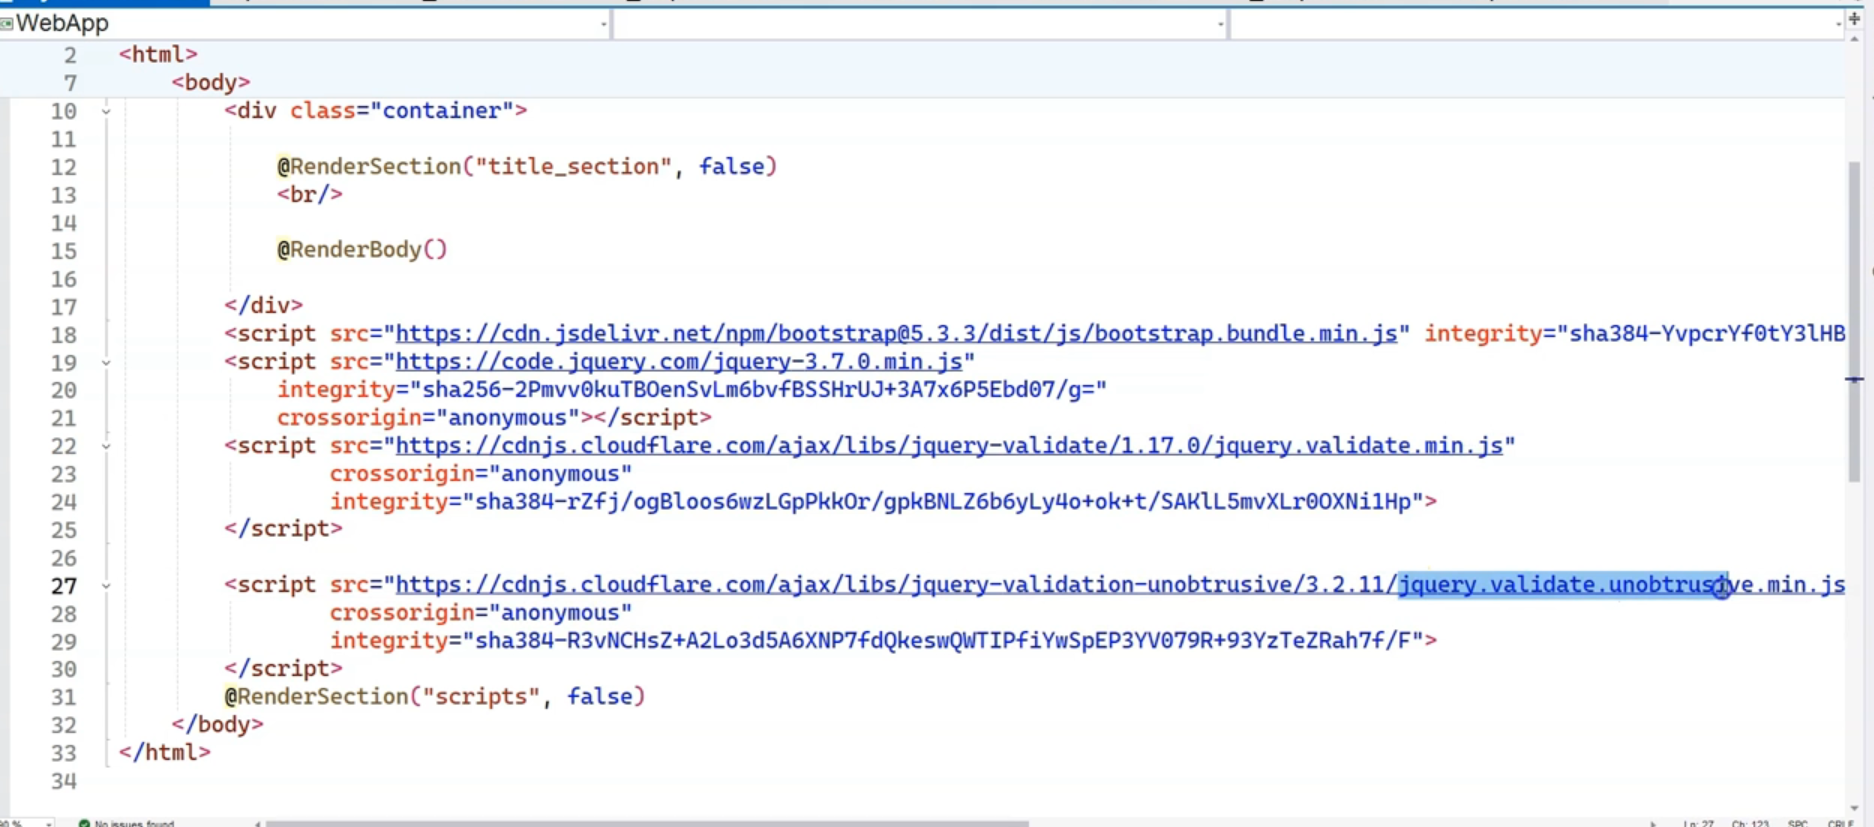 WebApp
2 <html>
7 <body>
10 <div class="container">
11
12 @RenderSection("title_section", false)
13 <br/>
14
15 @RenderBody()
16
17 </div>
18 <script src="https://cdn.jsdelivr.net/npm/bootstrap@5.3.3/dist/js/bootstrap.bundle.min.js" integrity="sha384-YvpcrYf0tY3lHB
19 <script src="https://code.jquery.com/jquery-3.7.0.min.js"
20 integrity="sha256-2Pmvv0kuTBOenSvLm6bvfBSSHrUJ+3A7x6P5Ebd07/g="
21 crossorigin="anonymous"></script>
22 <script src="https://cdnjs.cloudflare.com/ajax/libs/jquery-validate/1.17.0/jquery.validate.min.js"
23 crossorigin="anonymous"
24 integrity="sha384-rZfj/ogBloos6wzLGpPkkOr/gpkBNLZ6b6yLy4o+ok+t/SAKlL5mvXLr0OXNi1Hp">
25 </script>
26
27 <script src="https://cdnjs.cloudflare.com/ajax/libs/jquery-validation-unobtrusive/3.2.11/jquery.validate.unobtrusive.min.js
28 crossorigin="anonymous"
29 integrity="sha384-R3vNCHsZ+A2Lo3d5A6XNP7fdQkeswQWTIPfiYwSpEP3YV079R+93YzTeZRah7f/F">
30 </script>
31 @RenderSection("scripts", false)
32 </body>
33 </html>
34
No issues found Ln: 27 Ch: 123 SPC CRLF